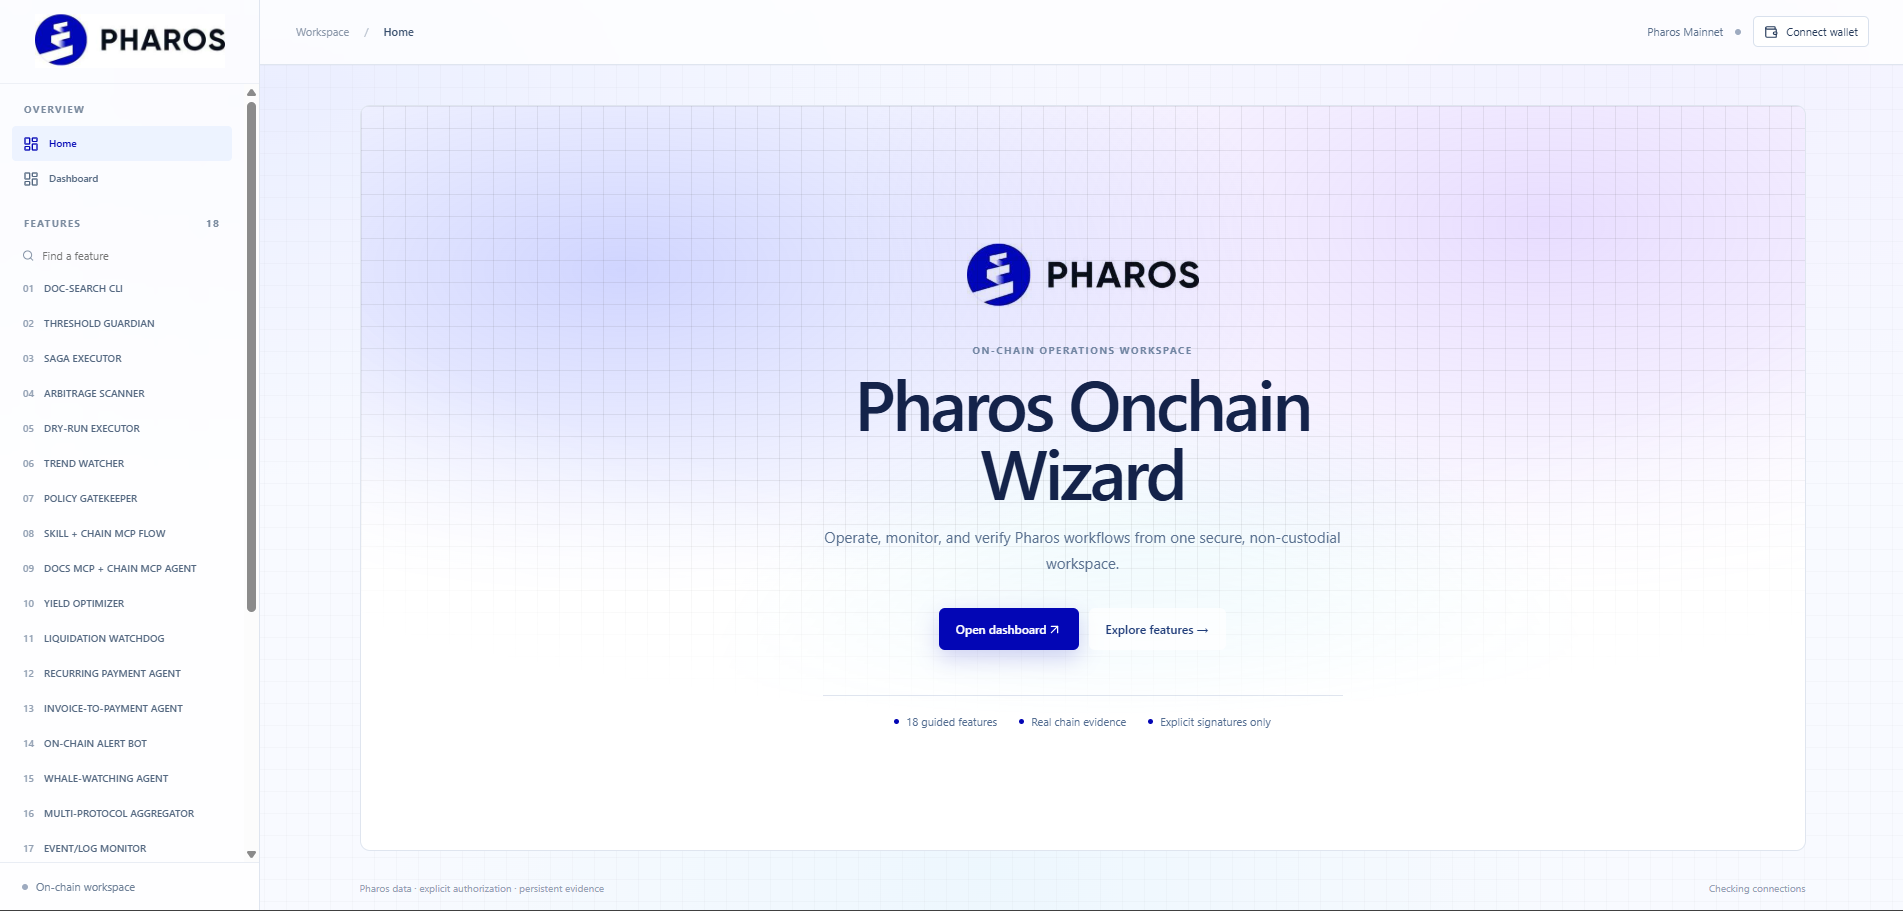 PHAROS
Workspace / Home
Pharos Mainnet
Connect wallet
OVERVIEW
Home
Dashboard
FEATURES 18
Find a feature
01 DOC-SEARCH CLI
02 THRESHOLD GUARDIAN
03 SAGA EXECUTOR
04 ARBITRAGE SCANNER
05 DRY-RUN EXECUTOR
06 TREND WATCHER
07 POLICY GATEKEEPER
08 SKILL + CHAIN MCP FLOW
09 DOCS MCP + CHAIN MCP AGENT
10 YIELD OPTIMIZER
11 LIQUIDATION WATCHDOG
12 RECURRING PAYMENT AGENT
13 INVOICE-TO-PAYMENT AGENT
14 ON-CHAIN ALERT BOT
15 WHALE-WATCHING AGENT
16 MULTI-PROTOCOL AGGREGATOR
17 EVENT/LOG MONITOR
On-chain workspace
PHAROS
ON-CHAIN OPERATIONS WORKSPACE
Pharos Onchain
Wizard
Operate, monitor, and verify Pharos workflows from one secure, non-custodial
workspace.
Open dashboard ↗
Explore features →
18 guided features
Real chain evidence
Explicit signatures only
Pharos data · explicit authorization · persistent evidence
Checking connections